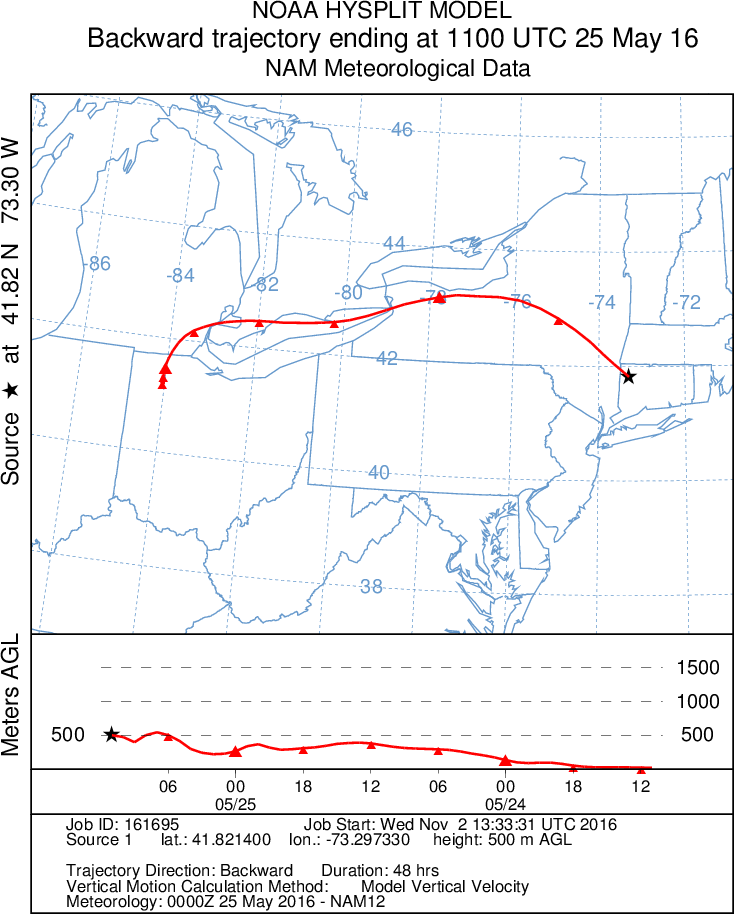 NOAA HYSPLIT MODEL
Backward trajectory ending at 1100 UTC 25 May 16
NAM Meteorological Data
Source ★ at 41.82 N 73.30 W
46
44
-86
-84
-82
-80
-78
-76
-74
-72
42
40
38
Meters AGL
1500
1000
500
500
06 00 18 12 06 00 18 12
05/25 05/24
Job ID: 161695 Job Start: Wed Nov 2 13:33:31 UTC 2016
Source 1 lat.: 41.821400 lon.: -73.297330 height: 500 m AGL
Trajectory Direction: Backward Duration: 48 hrs
Vertical Motion Calculation Method: Model Vertical Velocity
Meteorology: 0000Z 25 May 2016 - NAM12